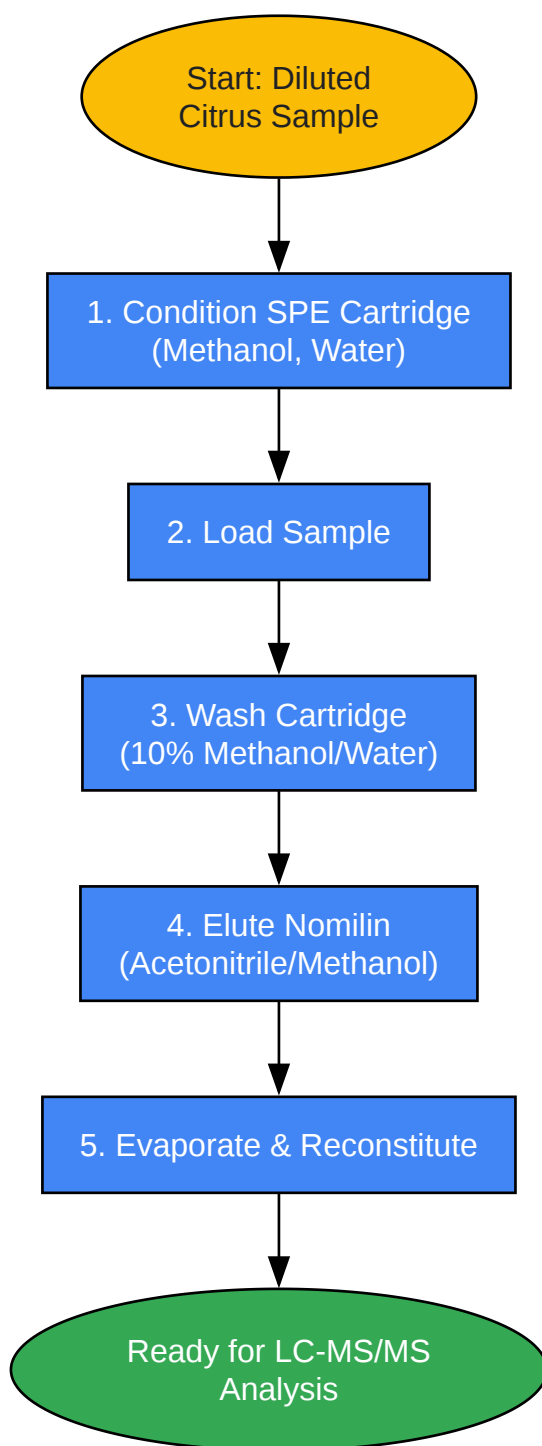 Start: Diluted
Citrus Sample
1. Condition SPE Cartridge
(Methanol, Water)
2. Load Sample
3. Wash Cartridge
(10% Methanol/Water)
4. Elute Nomilin
(Acetonitrile/Methanol)
5. Evaporate & Reconstitute
Ready for LC-MS/MS
Analysis